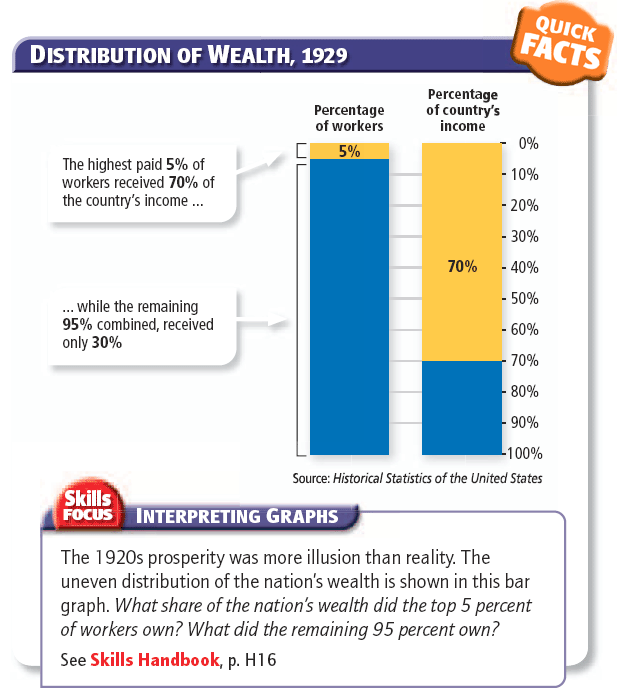 QUICK
FACTS
DISTRIBUTION OF WEALTH, 1929
Percentage
of workers
Percentage
of country's
income
The highest paid 5% of
workers received 70% of
the country's income ...
... while the remaining
95% combined, received
only 30%
5%
70%
0%
10%
20%
30%
40%
50%
60%
70%
80%
90%
100%
Source: Historical Statistics of the United States
Skills
FOCUS
INTERPRETING GRAPHS
The 1920s prosperity was more illusion than reality. The
uneven distribution of the nation's wealth is shown in this bar
graph. What share of the nation's wealth did the top 5 percent
of workers own? What did the remaining 95 percent own?
See Skills Handbook, p. H16